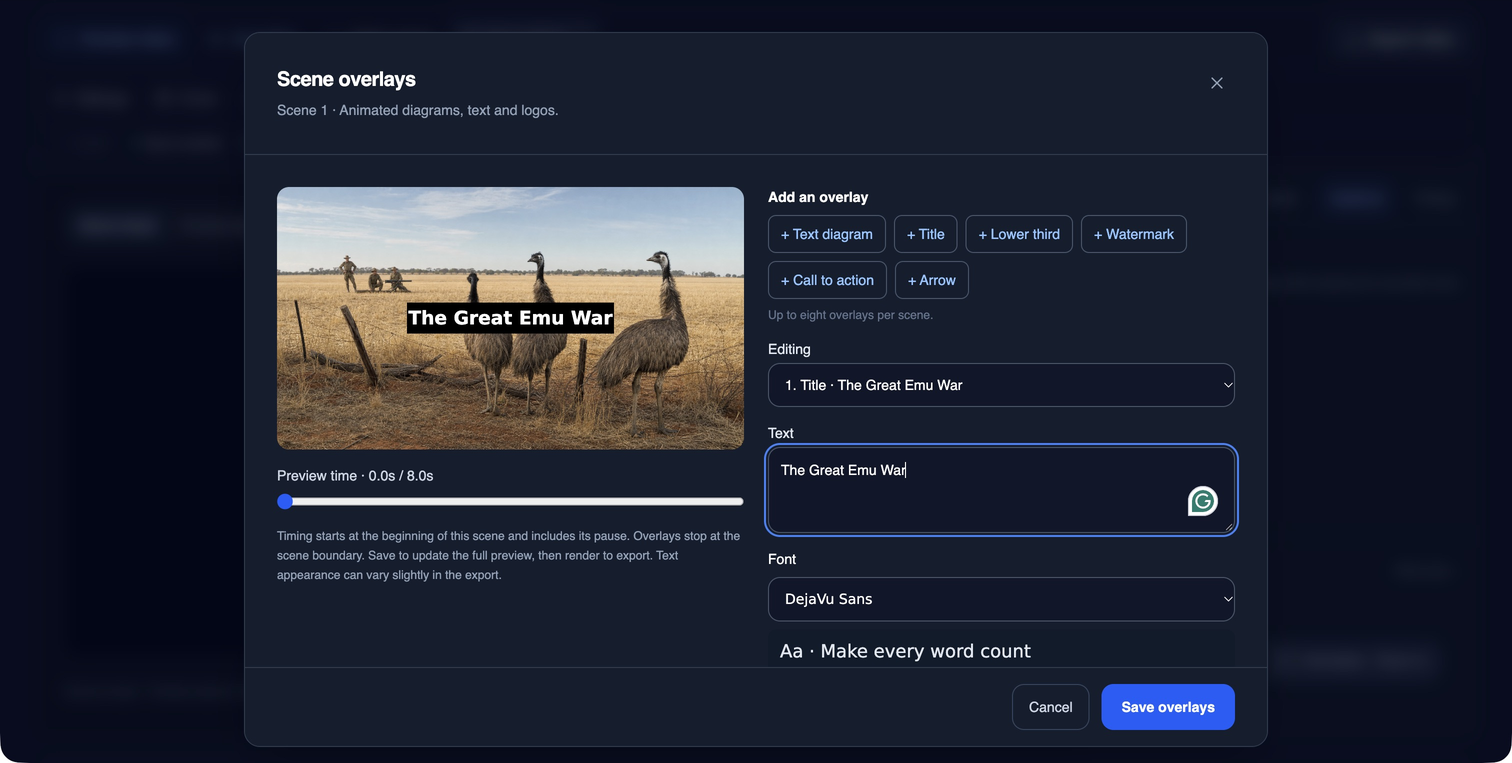 Scene overlays
Scene 1 · Animated diagrams, text and logos.
The Great Emu War
Preview time · 0.0s / 8.0s
Timing starts at the beginning of this scene and includes its pause. Overlays stop at the
scene boundary. Save to update the full preview, then render to export. Text
appearance can vary slightly in the export.
Add an overlay
+ Text diagram
+ Title
+ Lower third
+ Watermark
+ Call to action
+ Arrow
Up to eight overlays per scene.
Editing
1. Title · The Great Emu War
Text
The Great Emu War
Font
DejaVu Sans
Aa · Make every word count
Cancel
Save overlays